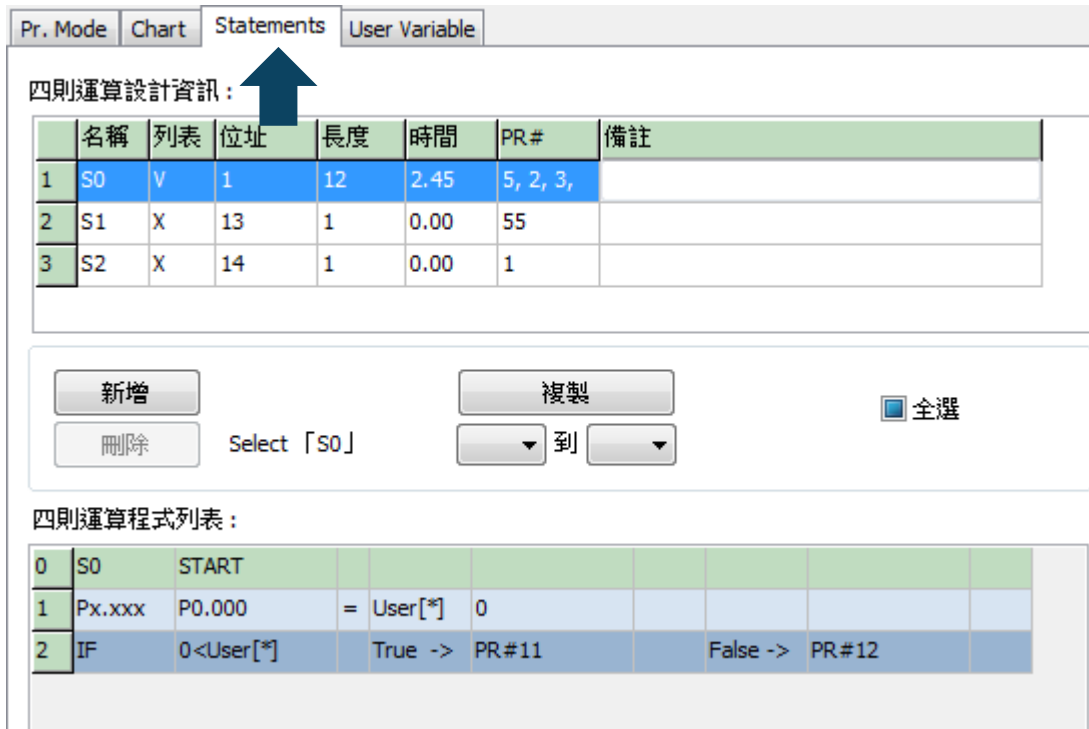 Pr. Mode Chart Statements User Variable
四則運算設計資訊：
名稱 列表 位址 長度 時間 PR# 備註
1 S0 V 1 12 2.45 5, 2, 3,
2 S1 X 13 1 0.00 55
3 S2 X 14 1 0.00 1
新增 複製 全選
刪除 Select「S0」 到
四則運算程式列表：
0 S0 START
1 Px.xxx P0.000 = User[*] 0
2 IF 0<User[*] True -> PR#11 False -> PR#12